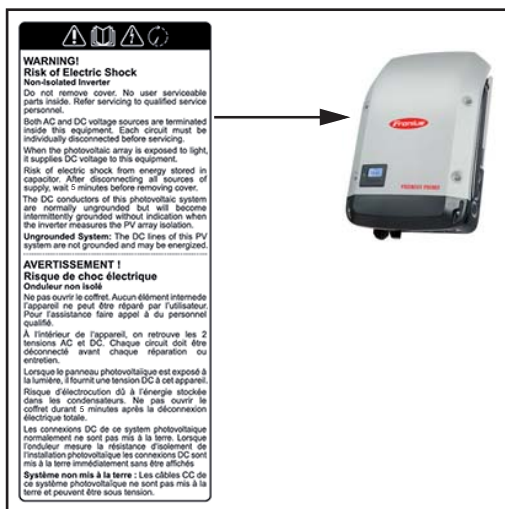 WARNING!
Risk of Electric Shock
Non-Isolated Inverter
Do not remove cover. No user serviceable
parts inside. Refer servicing to qualified service
personnel.
Both AC and DC voltage sources are terminated
inside this equipment. Each circuit must be
individually disconnected before servicing.
When the photovoltaic array is exposed to light,
it supplies DC voltage to this equipment.
Risk of electric shock from energy stored in
capacitor. After disconnecting all sources of
supply, wait 5 minutes before removing cover.
The DC conductors of this photovoltaic system
are normally ungrounded but will become
intermittently grounded without indication when
the inverter measures the PV array isolation.
Ungrounded System: The DC lines of this PV
system are not grounded and may be energized.
AVERTISSEMENT !
Risque de choc électrique
Onduleur non isolé
Ne pas ouvrir le coffret. Aucun élément internede
l'appareil ne peut être réparé par l'utilisateur.
Pour l'assistance faire appel à du personnel
qualifié.
À l'intérieur de l'appareil, on retrouve les 2
tensions AC et DC. Chaque circuit doit être
déconnecté avant chaque réparation ou
entretien.
Lorsque le panneau photovoltaïque est exposé à
la lumière, il fournit une tension DC à cet appareil.
Risque d'électrocution dû à l'énergie stockée
dans les condensateurs. Ne pas ouvrir le
coffret durant 5 minutes après la déconnexion
électrique totale.
Les connexions DC de ce système photovoltaïque
normalement ne sont pas mis à la terre. Lorsque
l'onduleur mesure la résistance d'isolement de
l'installation photovoltaïque les connexions DC sont
mis à la terre immédiatement sans être affichés
Système non mis à la terre : Les câbles CC de
ce système photovoltaïque ne sont pas mis à la
terre et peuvent être sous tension.
Fronius
FRONIUS PRIMO